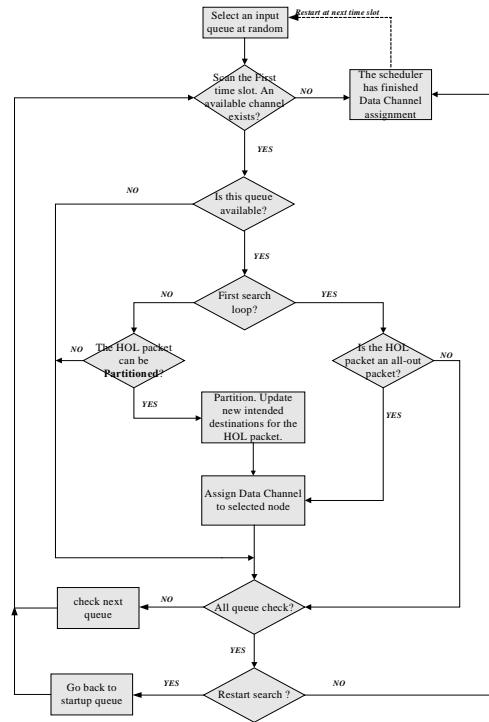 Select an input
queue at random
Restart at next time slot
Scan the First
time slot. An
available channel
exists?
NO
The scheduler
has finished
Data Channel
assignment
YES
NO
Is this queue
available?
YES
NO
First search
loop?
YES
NO
The HOL packet
can be
Partitioned?
Is the HOL
packet an all-out
packet?
NO
YES
Partition. Update
new intended
destinations for the
HOL packet.
YES
Assign Data Channel
to selected node
check next
queue
NO
All queue check?
YES
Go back to
startup queue
YES
Restart search ?
NO